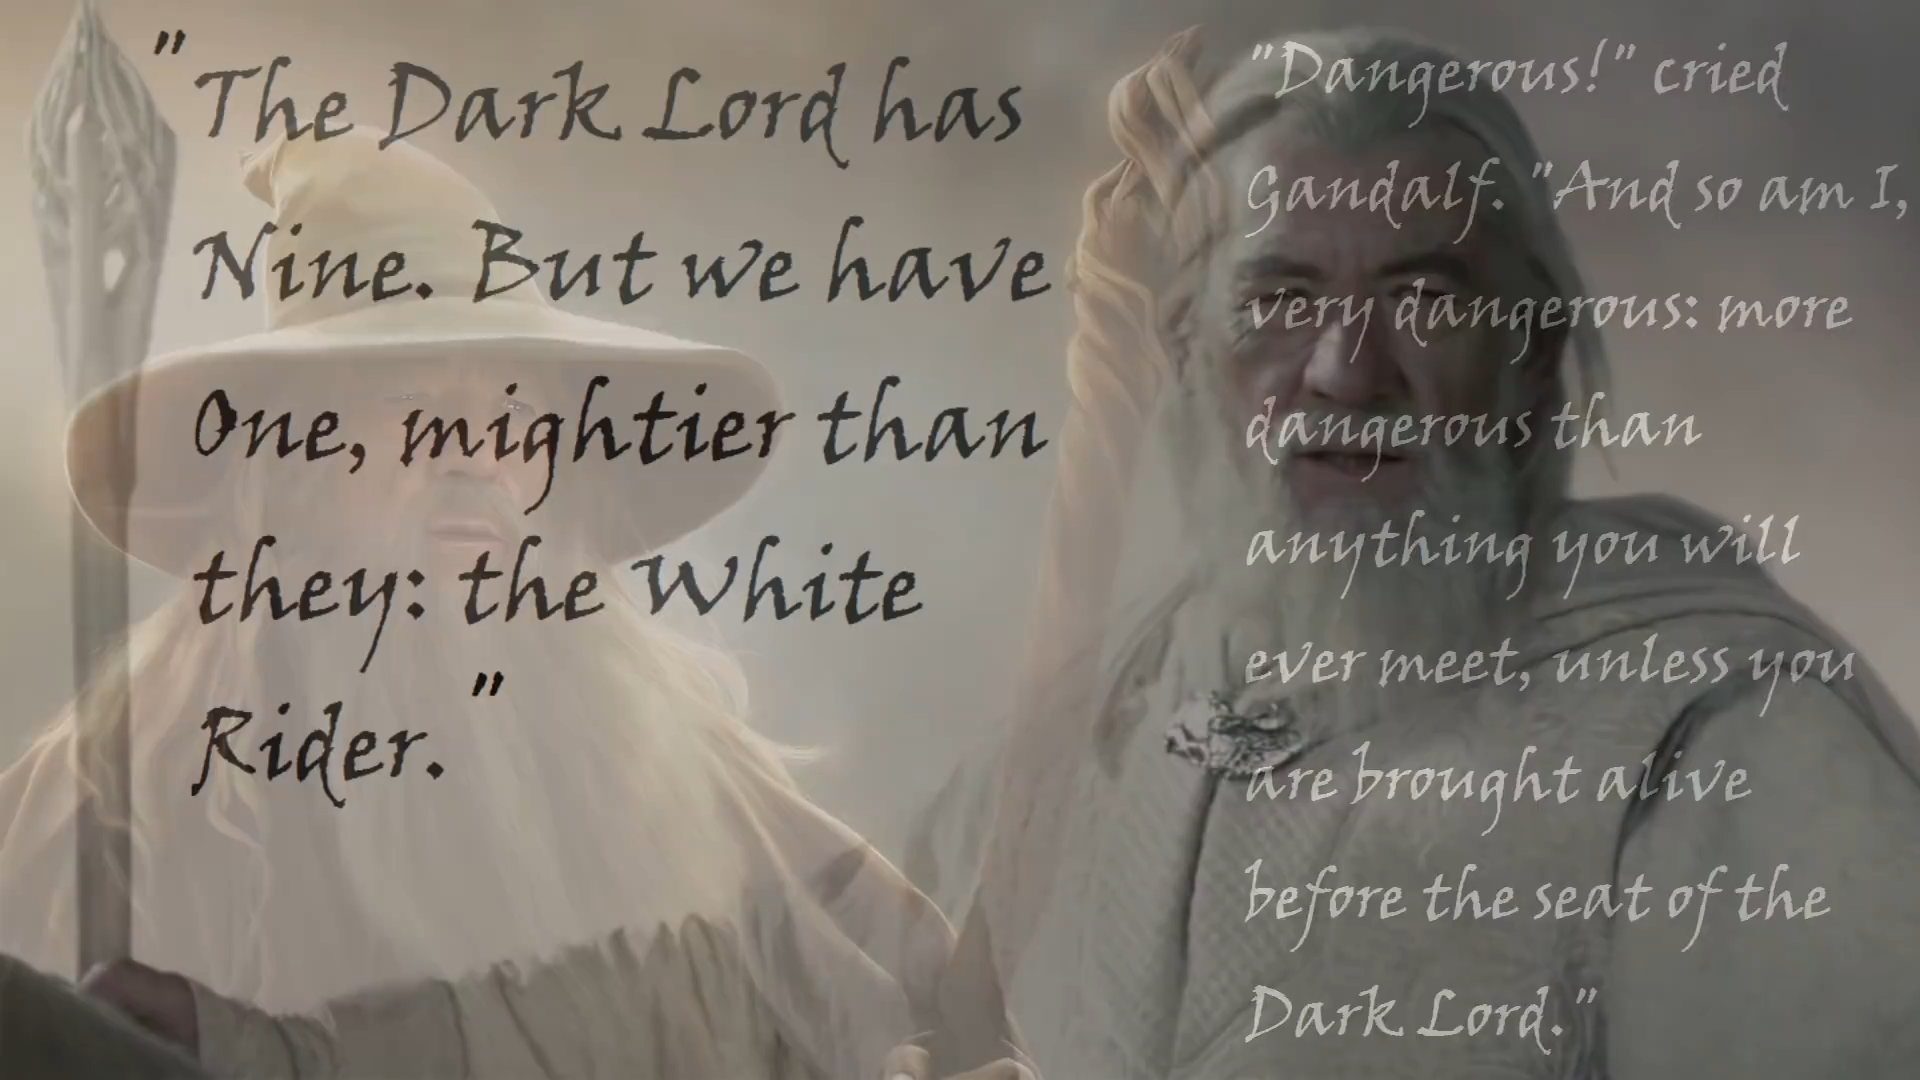 "The Dark Lord has
Nine. But we have
One, mightier than
they: the White
Rider."
"Dangerous!" cried
Gandalf. "And so am I,
very dangerous: more
dangerous than
anything you will
ever meet, unless you
are brought alive
before the seat of the
Dark Lord."